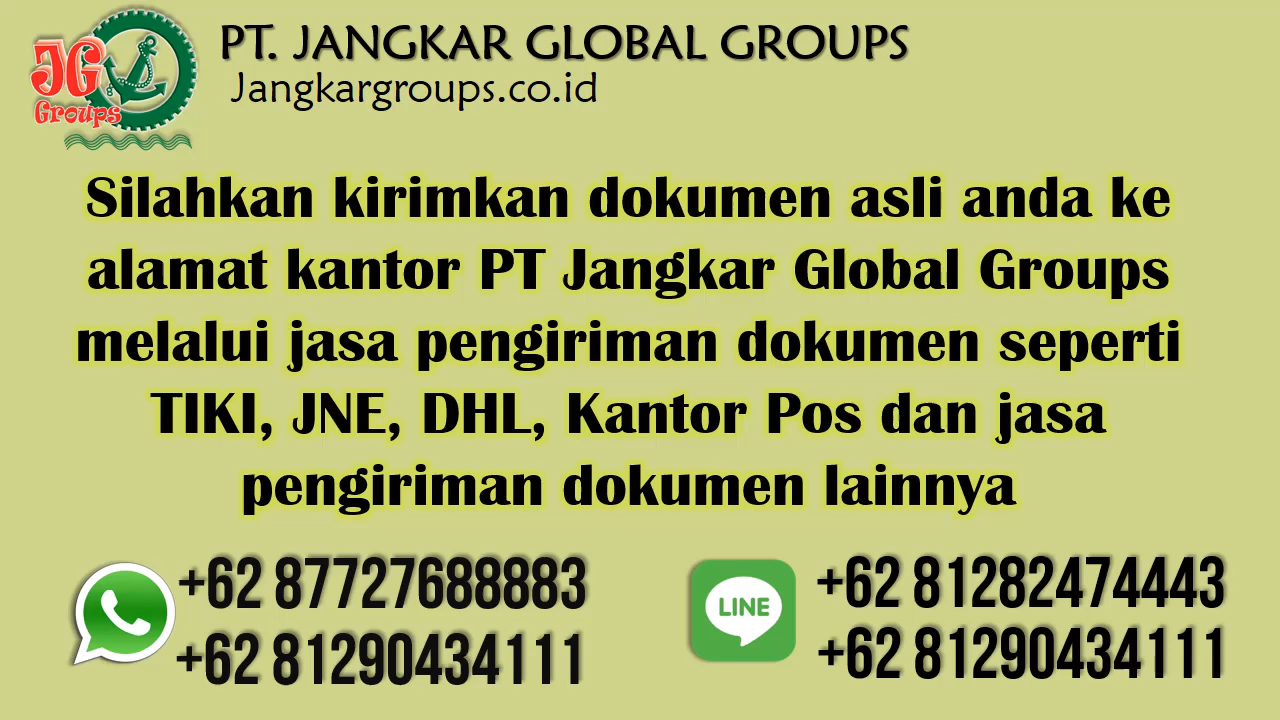 JG
Groups
PT. JANGKAR GLOBAL GROUPS
Jangkargroups.co.id
Silahkan kirimkan dokumen asli anda ke
alamat kantor PT Jangkar Global Groups
melalui jasa pengiriman dokumen seperti
TIKI, JNE, DHL, Kantor Pos dan jasa
pengiriman dokumen lainnya
+62 87727688883
+62 81290434111
LINE
+62 81282474443
+62 81290434111